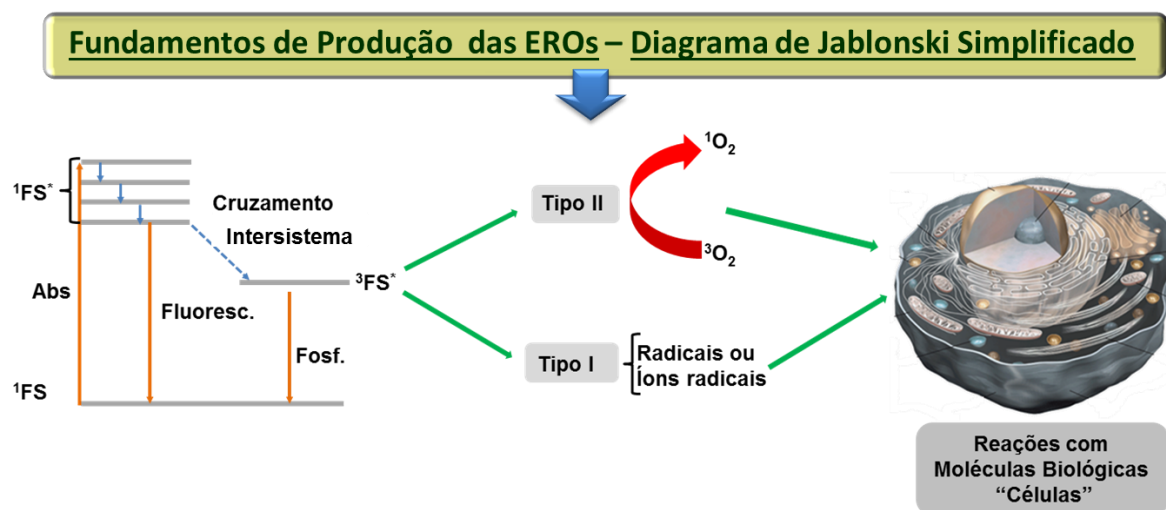 Fundamentos de Produção das EROs – Diagrama de Jablonski Simplificado
¹FS*
Cruzamento
Intersistema
Abs
Fluoresc.
³FS*
Fosf.
¹FS
Tipo II
¹O₂
³O₂
Tipo I
Radicais ou
Íons radicais
Reações com
Moléculas Biológicas
“Células”